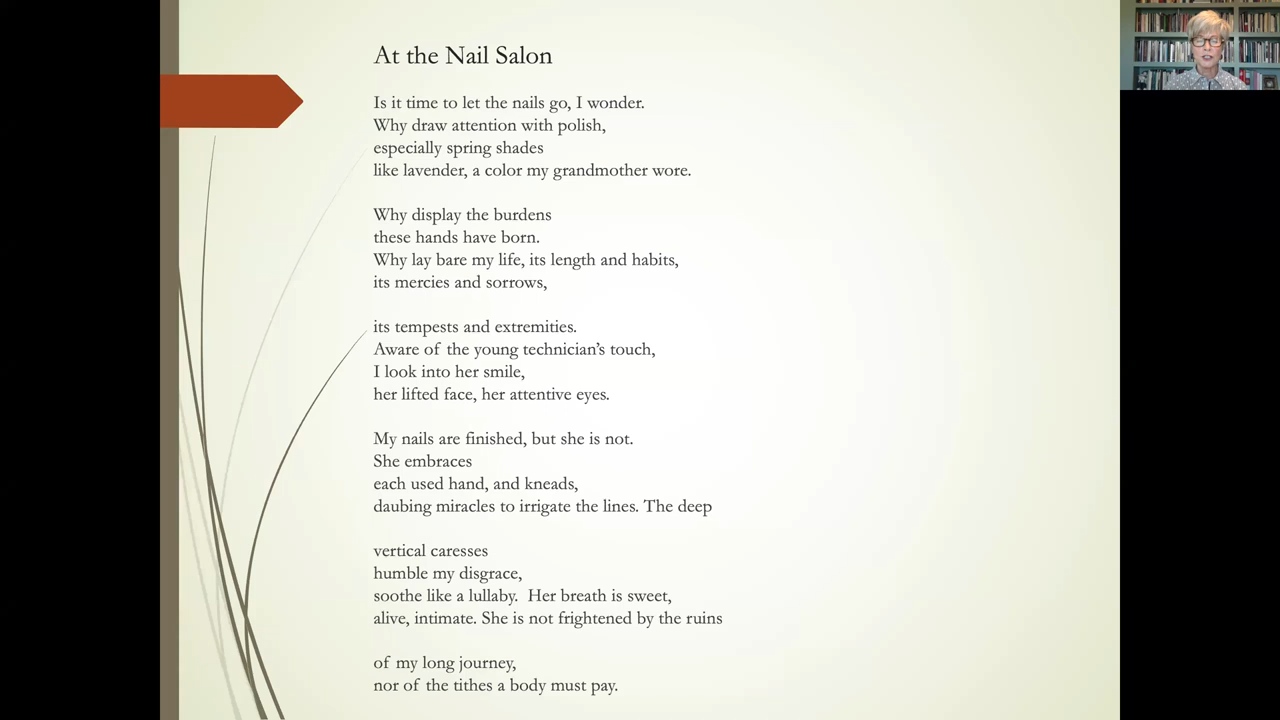 At the Nail Salon
Is it time to let the nails go, I wonder.
Why draw attention with polish,
especially spring shades
like lavender, a color my grandmother wore.
Why display the burdens
these hands have born.
Why lay bare my life, its length and habits,
its mercies and sorrows,
its tempests and extremities.
Aware of the young technician's touch,
I look into her smile,
her lifted face, her attentive eyes.
My nails are finished, but she is not.
She embraces
each used hand, and kneads,
daubing miracles to irrigate the lines. The deep
vertical caresses
humble my disgrace,
soothe like a lullaby.  Her breath is sweet,
alive, intimate. She is not frightened by the ruins
of my long journey,
nor of the tithes a body must pay.